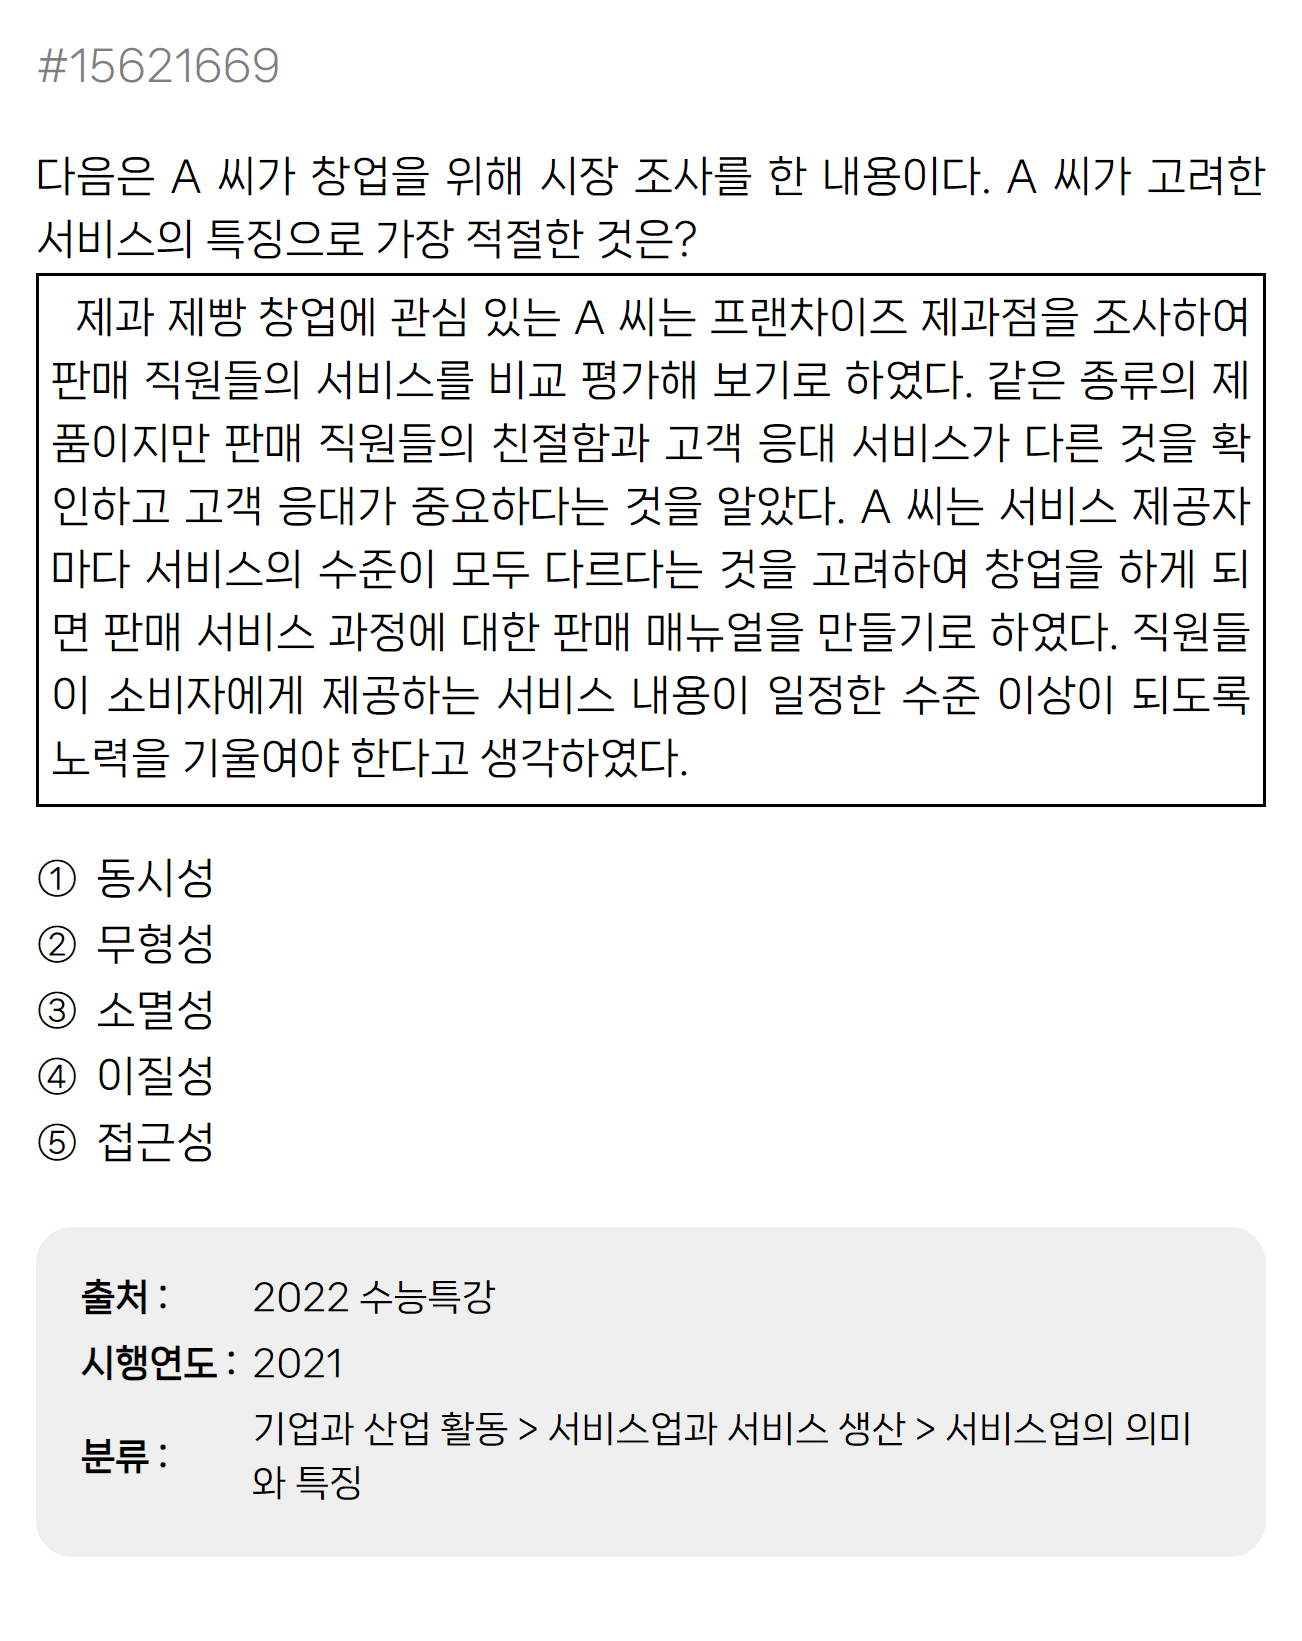 #15621669
다음은 A 씨가 창업을 위해 시장 조사를 한 내용이다. A 씨가 고려한
서비스의 특징으로 가장 적절한 것은?
제과 제빵 창업에 관심 있는 A 씨는 프랜차이즈 제과점을 조사하여
판매 직원들의 서비스를 비교 평가해 보기로 하였다. 같은 종류의 제
품이지만 판매 직원들의 친절함과 고객 응대 서비스가 다른 것을 확
인하고 고객 응대가 중요하다는 것을 알았다. A 씨는 서비스 제공자
마다 서비스의 수준이 모두 다르다는 것을 고려하여 창업을 하게 되
면 판매 서비스 과정에 대한 판매 매뉴얼을 만들기로 하였다. 직원들
이 소비자에게 제공하는 서비스 내용이 일정한 수준 이상이 되도록
노력을 기울여야 한다고 생각하였다.
① 동시성
② 무형성
③ 소멸성
④ 이질성
⑤ 접근성
출처 : 2022 수능특강
시행연도 : 2021
분류 : 기업과 산업 활동 > 서비스업과 서비스 생산 > 서비스업의 의미
와 특징